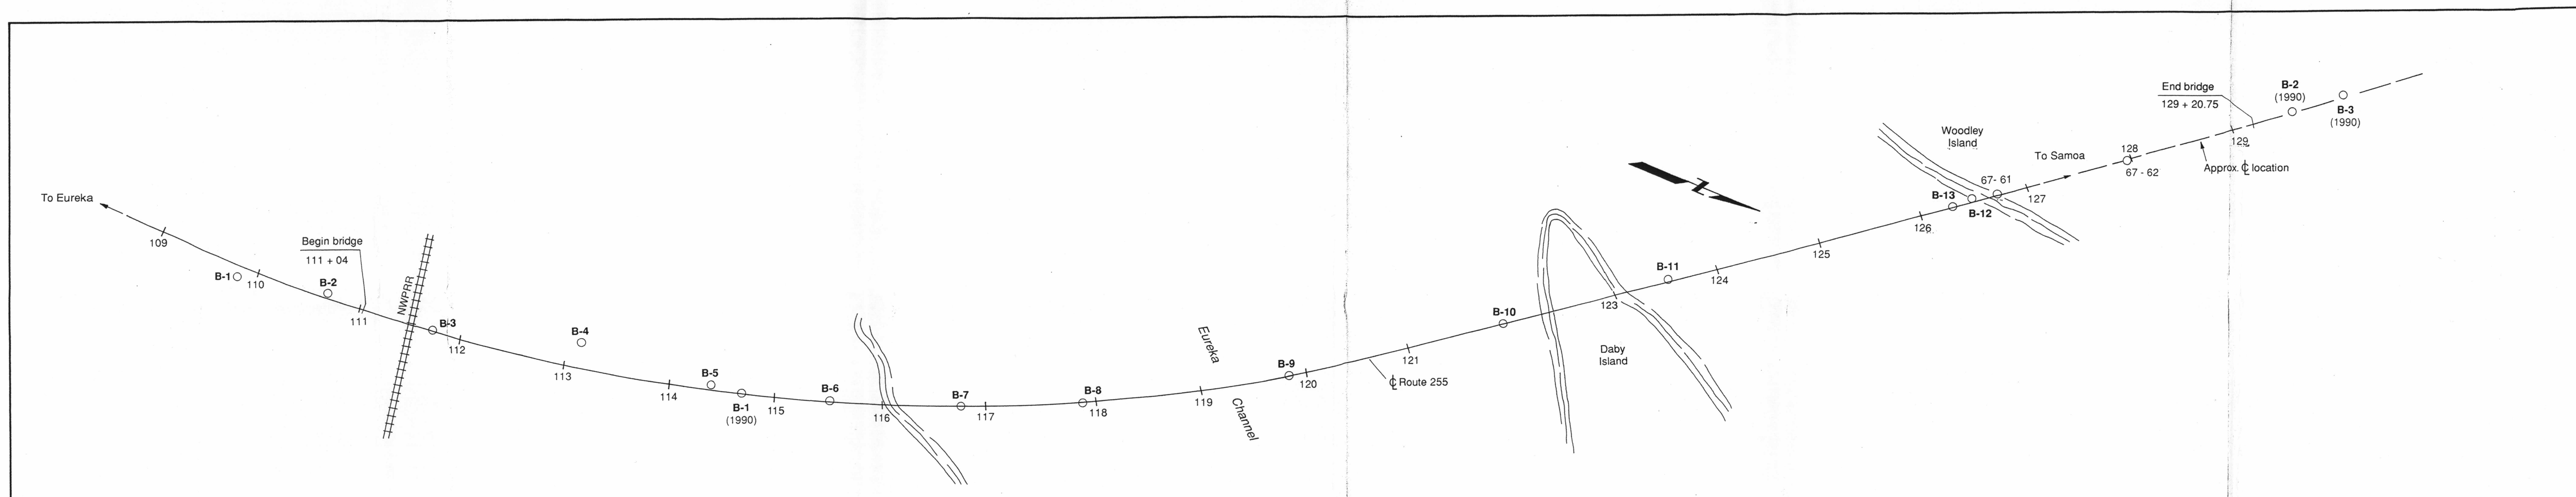 To Eureka
109
B-1
110
Begin bridge
111 + 04
B-2
111
NWPRR
B-3
112
B-4
113
114
B-5
B-1
(1990)
115
B-6
116
B-7
117
B-8
118
Eureka
Channel
119
B-9
120
℄ Route 255
121
B-10
Daby
Island
123
B-11
124
125
126
B-13
B-12
Woodley
Island
67-61
127
To Samoa
128
67 - 62
Approx. ℄ location
End bridge
129 + 20.75
129
B-2
(1990)
B-3
(1990)
N